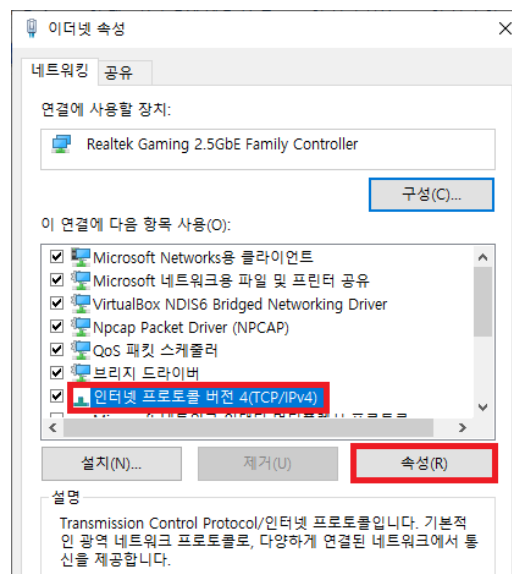 이더넷 속성
네트워킹
공유
연결에 사용할 장치:
Realtek Gaming 2.5GbE Family Controller
구성(C)...
이 연결에 다음 항목 사용(O):
Microsoft Networks용 클라이언트
Microsoft 네트워크용 파일 및 프린터 공유
VirtualBox NDIS6 Bridged Networking Driver
Npcap Packet Driver (NPCAP)
QoS 패킷 스케줄러
브리지 드라이버
인터넷 프로토콜 버전 4(TCP/IPv4)
설치(N)...
제거(U)
속성(R)
설명
Transmission Control Protocol/인터넷 프로토콜입니다. 기본적
인 광역 네트워크 프로토콜로, 다양하게 연결된 네트워크에서 통
신을 제공합니다.